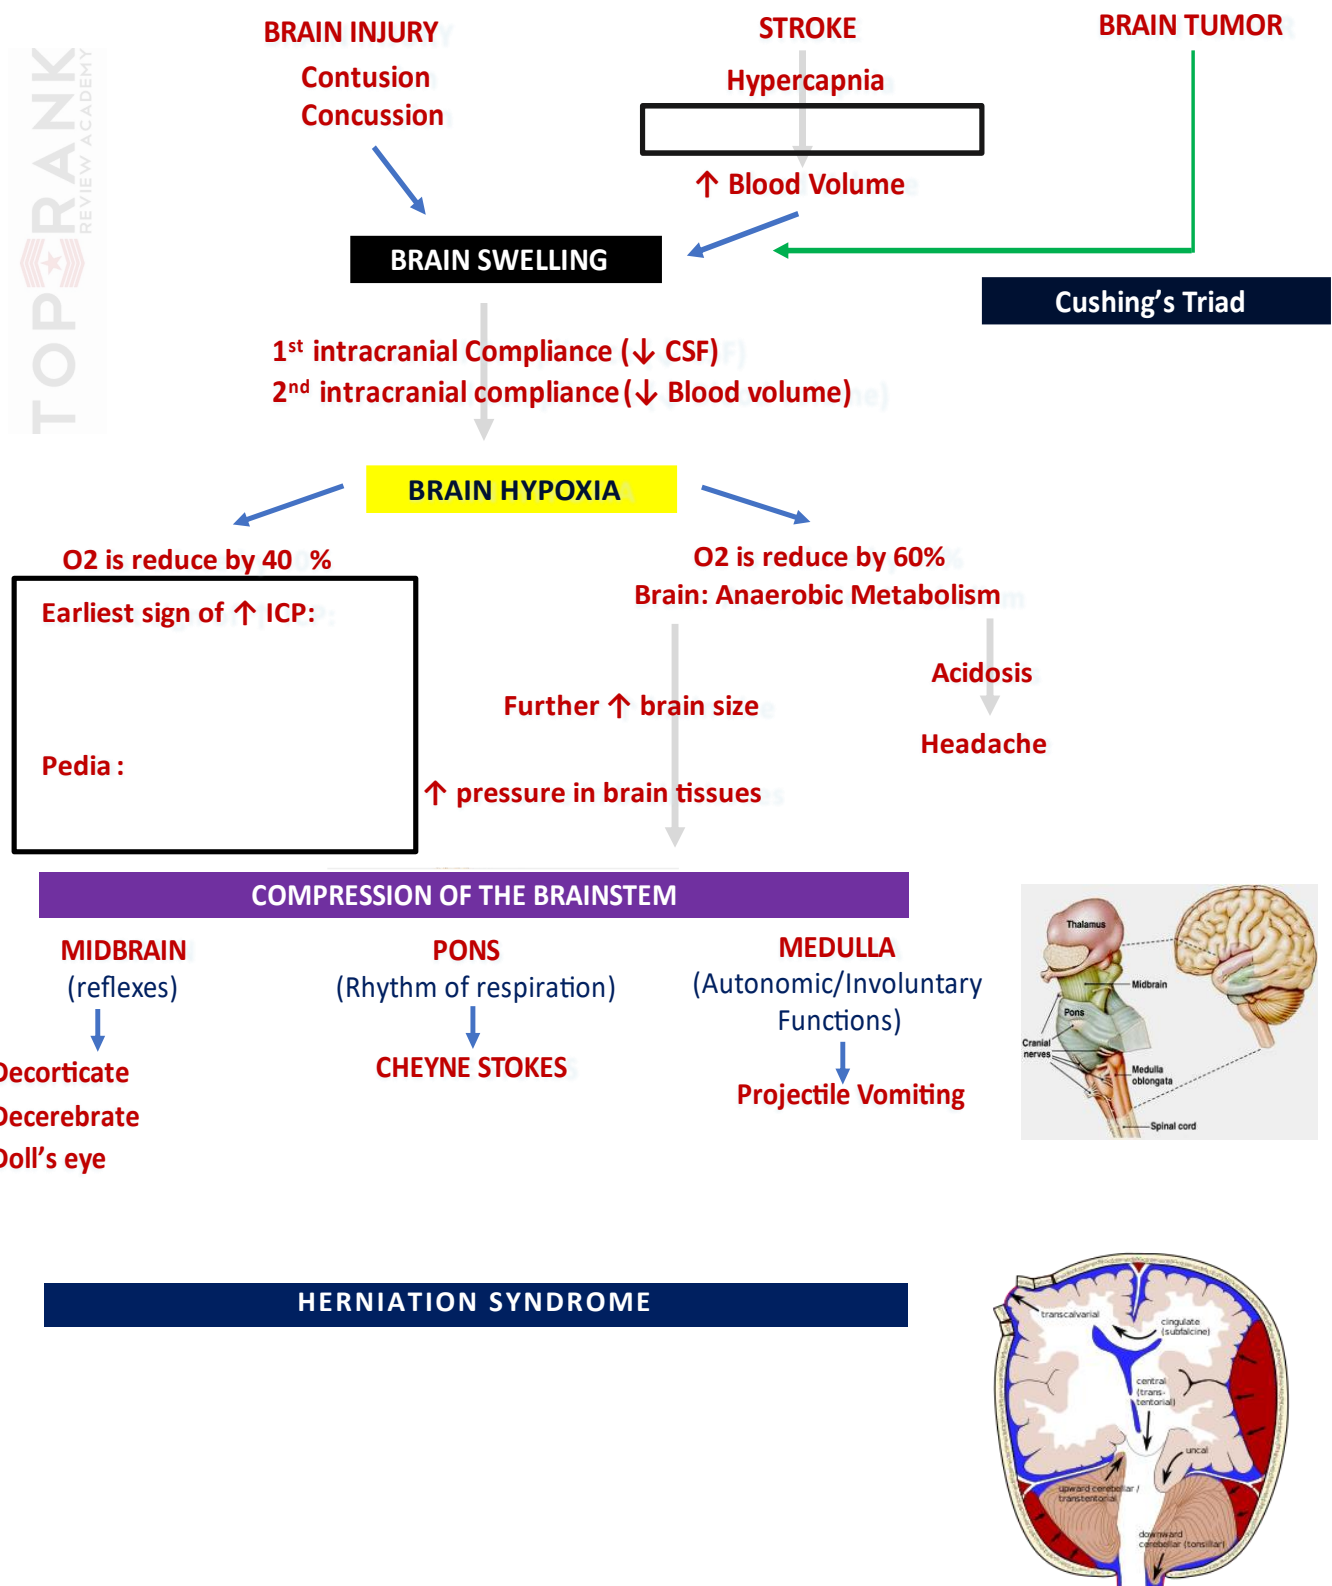 TOP RANK
REVIEW ACADEMY
BRAIN INJURY
Contusion
Concussion
STROKE
Hypercapnia
↑ Blood Volume
BRAIN TUMOR
BRAIN SWELLING
Cushing’s Triad
1st intracranial Compliance (↓ CSF)
2nd intracranial compliance (↓ Blood volume)
BRAIN HYPOXIA
O2 is reduce by 40 %
Earliest sign of ↑ ICP:
Pedia :
O2 is reduce by 60%
Brain: Anaerobic Metabolism
Acidosis
Headache
Further ↑ brain size
↑ pressure in brain tissues
COMPRESSION OF THE BRAINSTEM
MIDBRAIN
(reflexes)
Decorticate
Decerebrate
Doll’s eye
PONS
(Rhythm of respiration)
CHEYNE STOKES
MEDULLA
(Autonomic/Involuntary
Functions)
Projectile Vomiting
Thalamus
Midbrain
Pons
Cranial
nerves
Medulla
oblongata
Spinal cord
HERNIATION SYNDROME
transcalvarial
cingulate
(subfalcine)
central
(trans-
tentorial)
uncal
upward cerebellar /
transtentorial
downward
cerebellar (tonsillar)